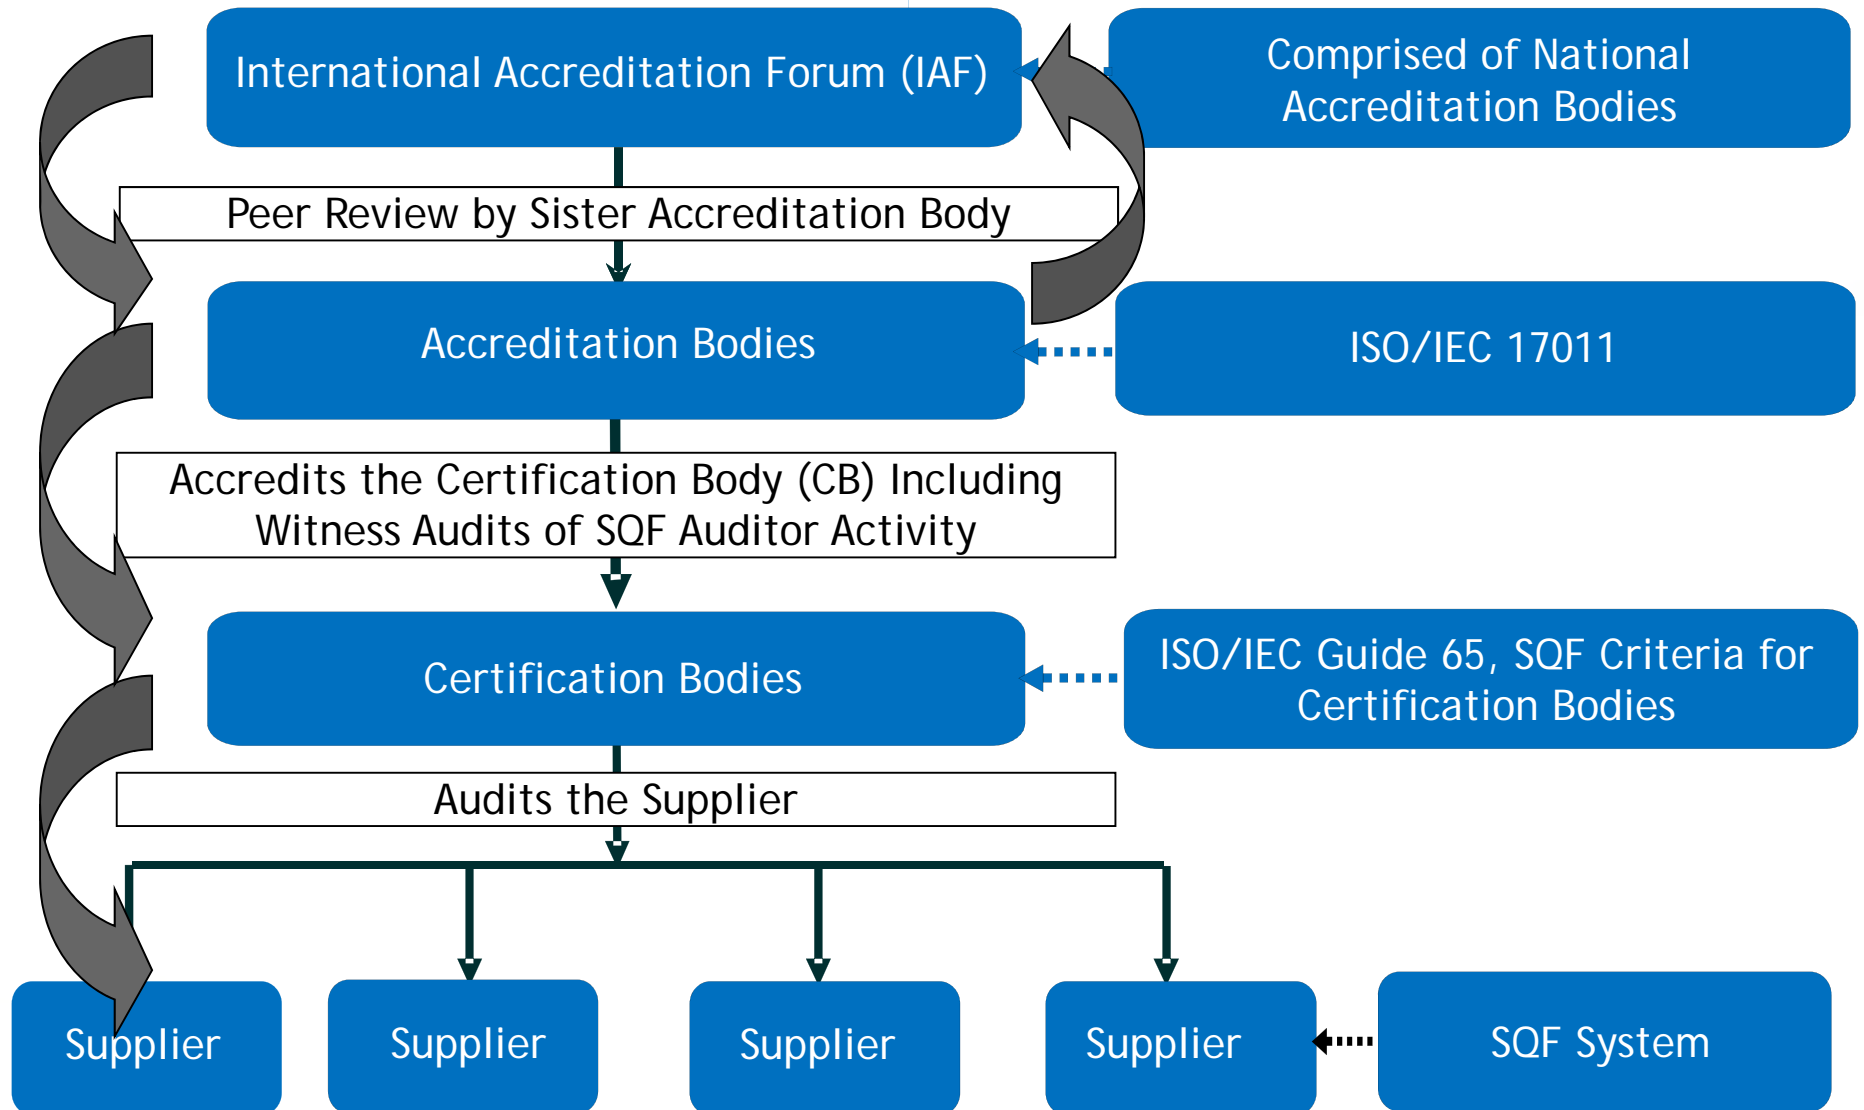 International Accreditation Forum (IAF)
Comprised of National
Accreditation Bodies
Peer Review by Sister Accreditation Body
Accreditation Bodies
ISO/IEC 17011
Accredits the Certification Body (CB) Including
Witness Audits of SQF Auditor Activity
Certification Bodies
ISO/IEC Guide 65, SQF Criteria for
Certification Bodies
Audits the Supplier
Supplier
Supplier
Supplier
Supplier
SQF System